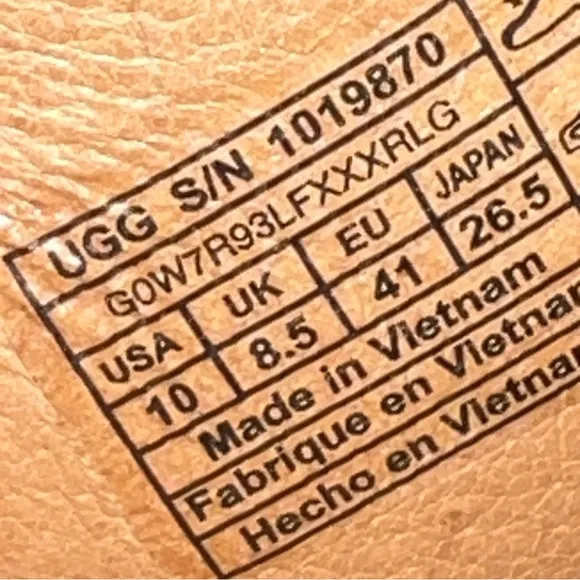 UGG S/N 1019870
G0W7R93LFXXXRLG
USA UK EU JAPAN
10 8.5 41 26.5
Made in Vietnam
Fabrique en Vietnam
Hecho en Vietnam